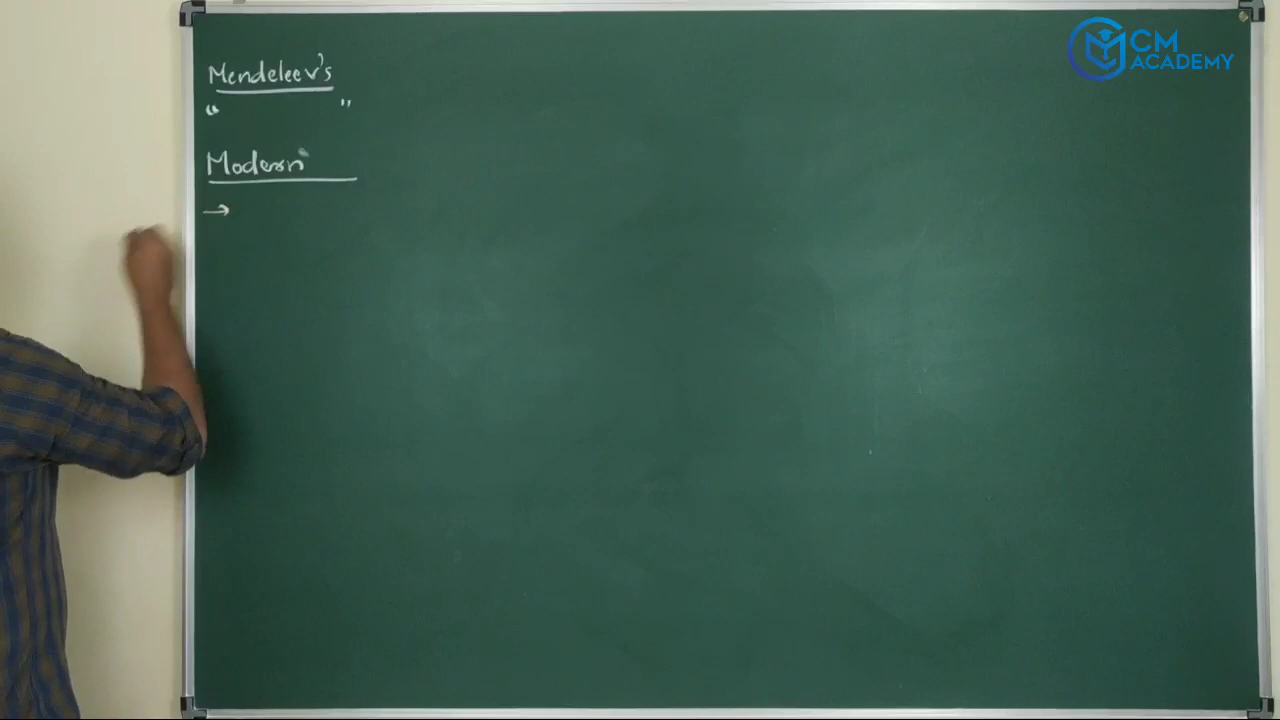 Mendeleev's
“ ”
Modern
→
CM
ACADEMY